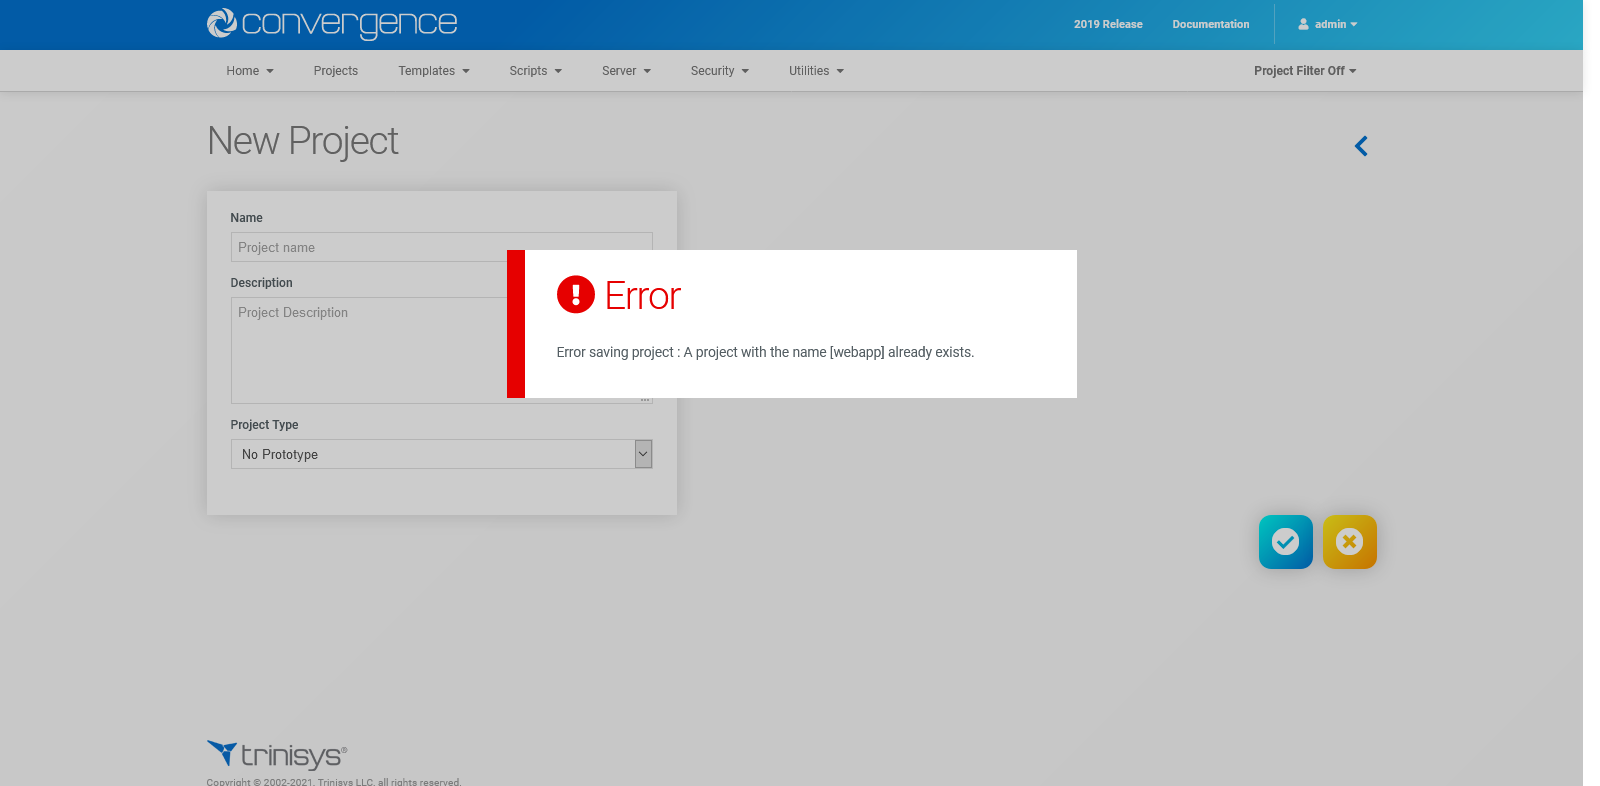 convergence
2019 Release
Documentation
admin
Home
Projects
Templates
Scripts
Server
Security
Utilities
Project Filter Off
New Project
Name
Project name
Description
Project Description
Error
Error saving project : A project with the name [webapp] already exists.
Project Type
No Prototype
trinisys®
Copyright © 2002-2021, Trinisys LLC, all rights reserved.